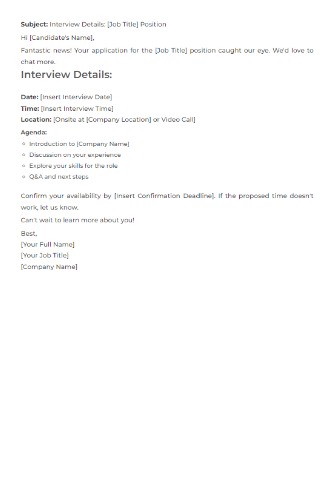 Subject: Interview Details: [Job Title] Position
Hi [Candidate's Name],
Fantastic news! Your application for the [Job Title] position caught our eye. We'd love to
chat more.
Interview Details:
Date: [Insert Interview Date]
Time: [Insert Interview Time]
Location: [Onsite at [Company Location] or Video Call]
Agenda:
Introduction to [Company Name]
Discussion on your experience
Explore your skills for the role
Q&A and next steps
Confirm your availability by [Insert Confirmation Deadline]. If the proposed time doesn't
work, let us know.
Can't wait to learn more about you!
Best,
[Your Full Name]
[Your Job Title]
[Company Name]